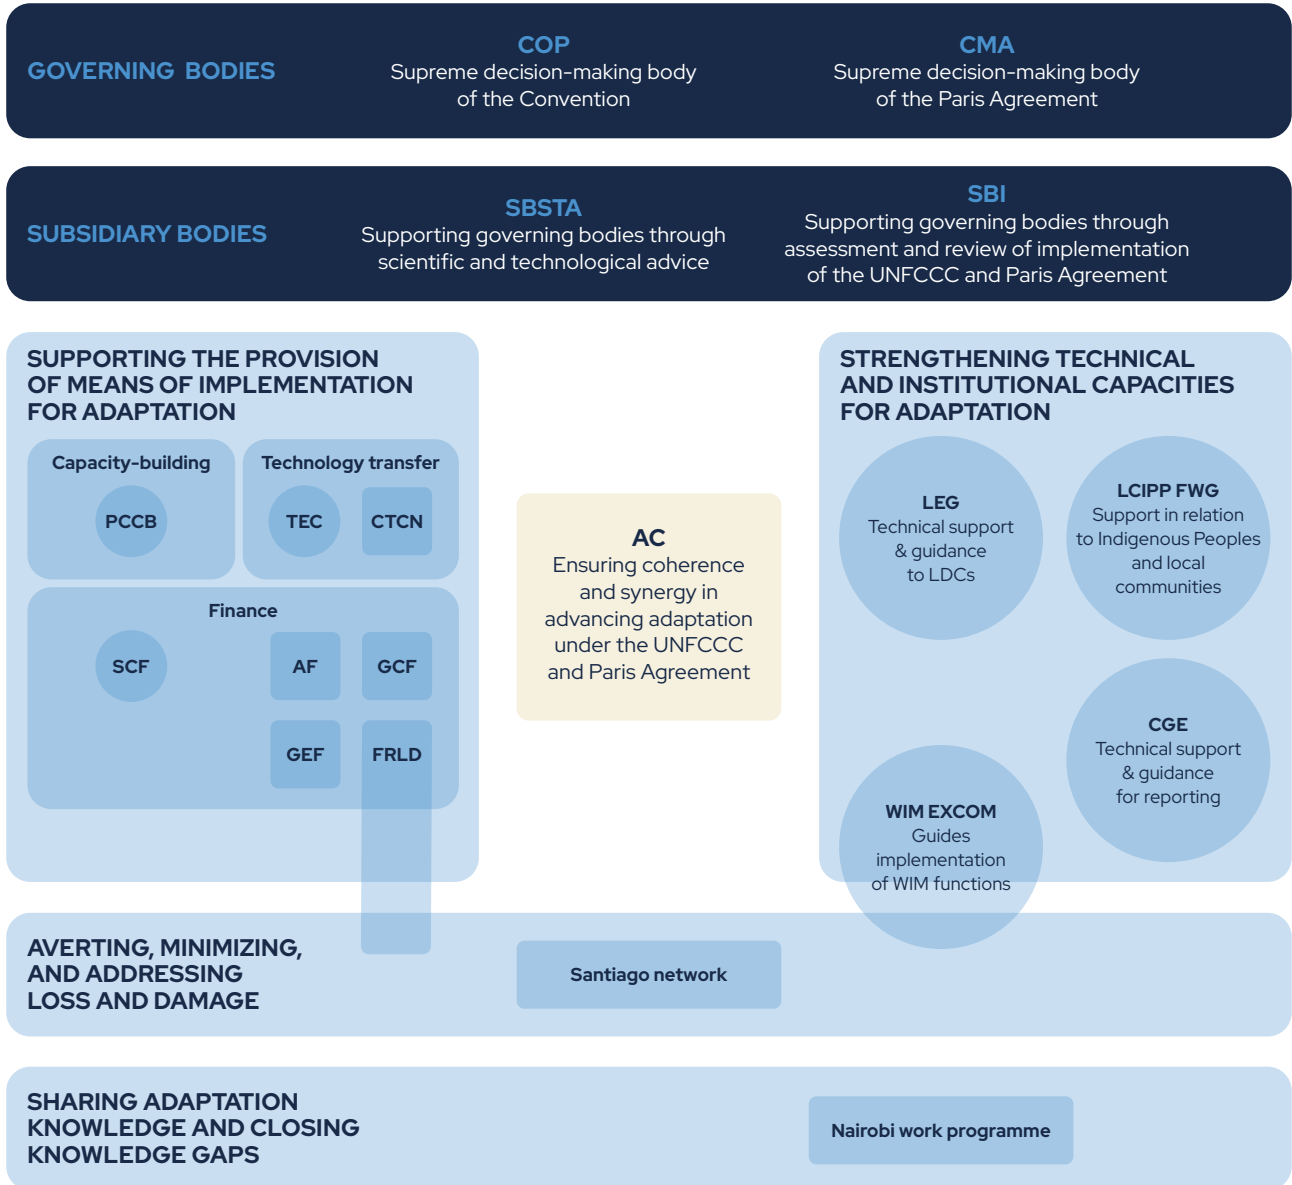 GOVERNING BODIES
COP
Supreme decision-making body
of the Convention
CMA
Supreme decision-making body
of the Paris Agreement
SUBSIDIARY BODIES
SBSTA
Supporting governing bodies through
scientific and technological advice
SBI
Supporting governing bodies through
assessment and review of implementation
of the UNFCCC and Paris Agreement
SUPPORTING THE PROVISION
OF MEANS OF IMPLEMENTATION
FOR ADAPTATION
Capacity-building
PCCB
Technology transfer
TEC
CTCN
Finance
SCF
AF
GCF
GEF
FRLD
AC
Ensuring coherence
and synergy in
advancing adaptation
under the UNFCCC
and Paris Agreement
STRENGTHENING TECHNICAL
AND INSTITUTIONAL CAPACITIES
FOR ADAPTATION
LEG
Technical support
& guidance
to LDCs
LCIPP FWG
Support in relation
to Indigenous Peoples
and local
communities
CGE
Technical support
& guidance
for reporting
WIM EXCOM
Guides
implementation
of WIM functions
AVERTING, MINIMIZING,
AND ADDRESSING
LOSS AND DAMAGE
Santiago network
SHARING ADAPTATION
KNOWLEDGE AND CLOSING
KNOWLEDGE GAPS
Nairobi work programme